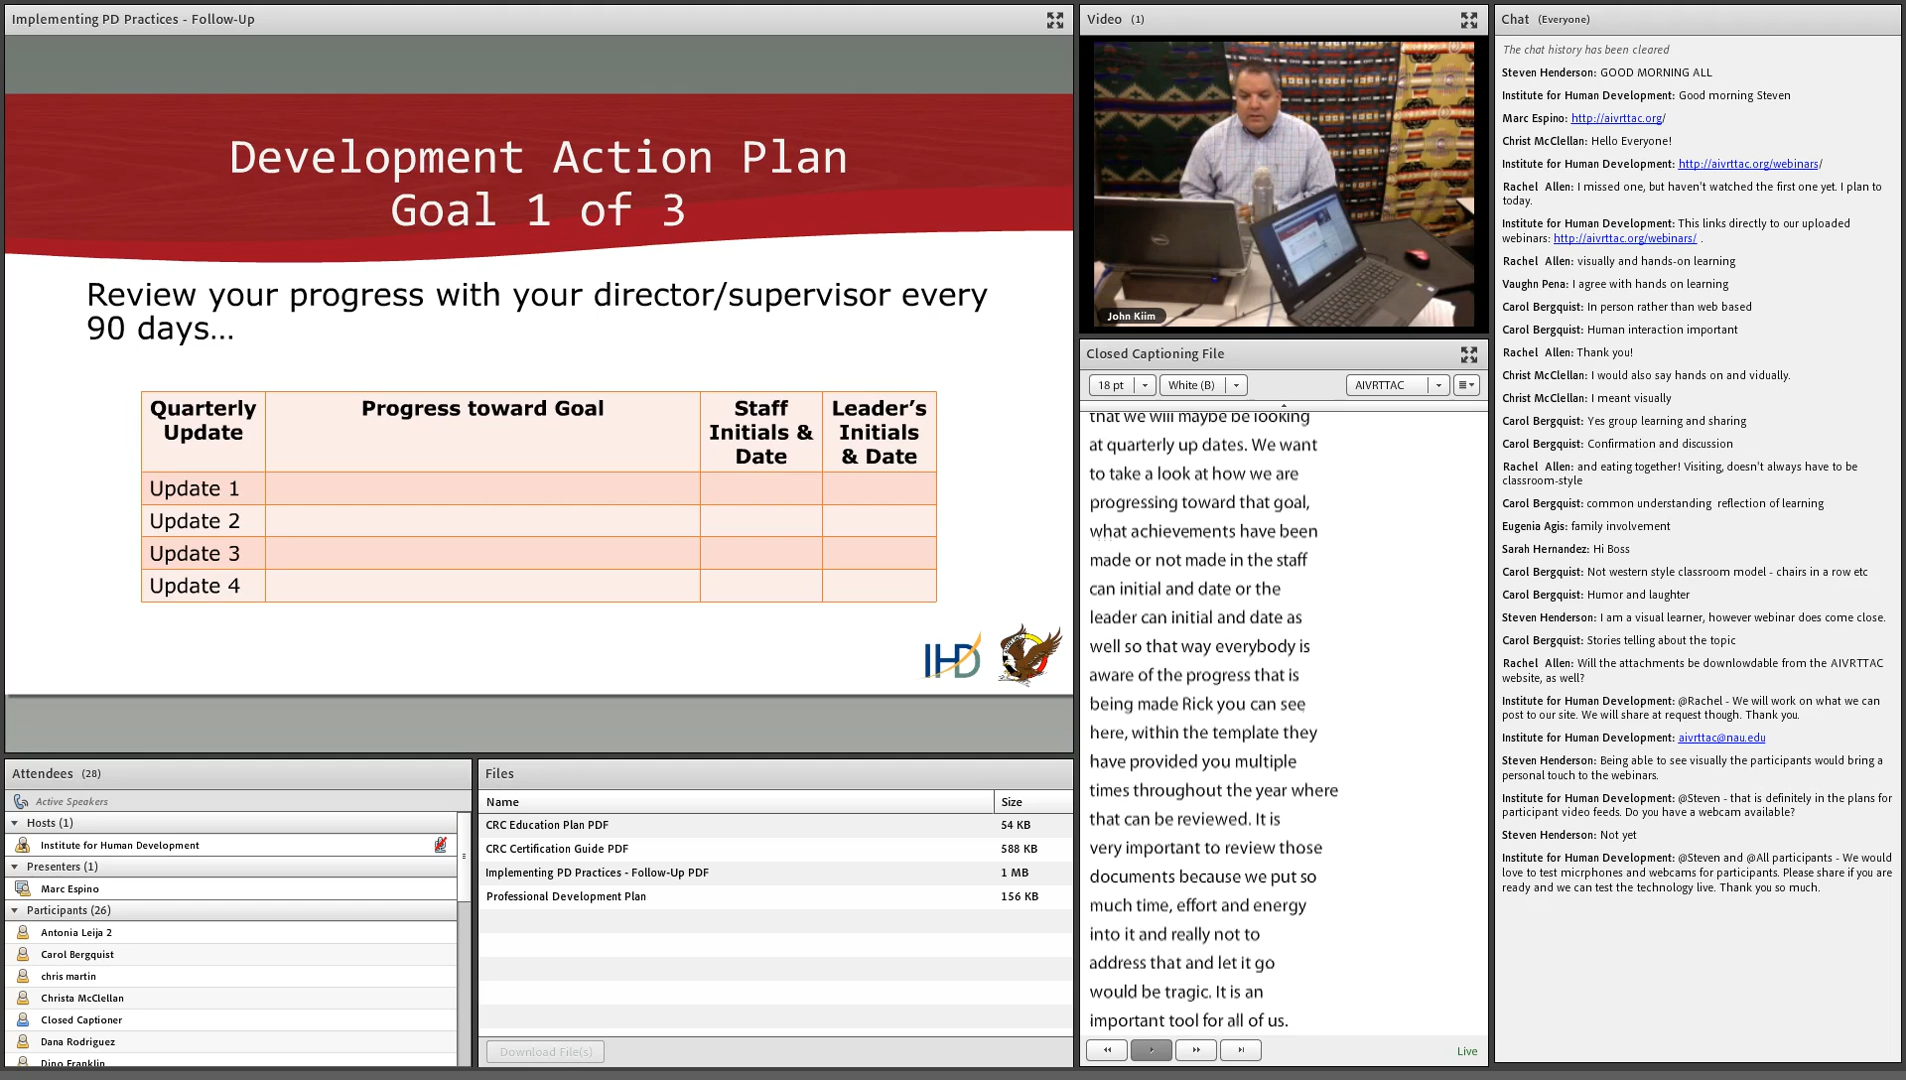 Implementing PD Practices - Follow-Up
Development Action Plan
Goal 1 of 3
Review your progress with your director/supervisor every
90 days...
Quarterly
Update
Progress toward Goal
Staff
Initials &
Date
Leader's
Initials
& Date
Update 1
Update 2
Update 3
Update 4
IHD
Attendees (28)
Active Speakers
Hosts (1)
Institute for Human Development
Presenters (1)
Marc Espino
Participants (26)
Antonia Leija 2
Carol Bergquist
chris martin
Christa McClellan
Closed Captioner
Dana Rodriguez
Dino Franklin
Files
Name Size
CRC Education Plan PDF 54 KB
CRC Certification Guide PDF 588 KB
Implementing PD Practices - Follow-Up PDF 1 MB
Professional Development Plan 156 KB
Download File(s)
Video (1)
John Kiim
Closed Captioning File
18 pt White (B) AIVRTTAC
that we will maybe be looking
at quarterly up dates. We want
to take a look at how we are
progressing toward that goal,
what achievements have been
made or not made in the staff
can initial and date or the
leader can initial and date as
well so that way everybody is
aware of the progress that is
being made Rick you can see
here, within the template they
have provided you multiple
times throughout the year where
that can be reviewed. It is
very important to review those
documents because we put so
much time, effort and energy
into it and really not to
address that and let it go
would be tragic. It is an
important tool for all of us.
Live
Chat (Everyone)
The chat history has been cleared
Steven Henderson: GOOD MORNING ALL
Institute for Human Development: Good morning Steven
Marc Espino: http://aivrttac.org/
Christ McClellan: Hello Everyone!
Institute for Human Development: http://aivrttac.org/webinars/
Rachel Allen: I missed one, but haven't watched the first one yet. I plan to
today.
Institute for Human Development: This links directly to our uploaded
webinars: http://aivrttac.org/webinars/ .
Rachel Allen: visually and hands-on learning
Vaughn Pena: I agree with hands on learning
Carol Bergquist: In person rather than web based
Carol Bergquist: Human interaction important
Rachel Allen: Thank you!
Christ McClellan: I would also say hands on and vidually.
Christ McClellan: I meant visually
Carol Bergquist: Yes group learning and sharing
Carol Bergquist: Confirmation and discussion
Rachel Allen: and eating together! Visiting, doesn't always have to be
classroom-style
Carol Bergquist: common understanding reflection of learning
Eugenia Agis: family involvement
Sarah Hernandez: Hi Boss
Carol Bergquist: Not western style classroom model - chairs in a row etc
Carol Bergquist: Humor and laughter
Steven Henderson: I am a visual learner, however webinar does come close.
Carol Bergquist: Stories telling about the topic
Rachel Allen: Will the attachments be downlowdable from the AIVRTTAC
website, as well?
Institute for Human Development: @Rachel - We will work on what we can
post to our site. We will share at request though. Thank you.
Institute for Human Development: aivrttac@nau.edu
Steven Henderson: Being able to see visually the participants would bring a
personal touch to the webinars.
Institute for Human Development: @Steven - that is definitely in the plans for
participant video feeds. Do you have a webcam available?
Steven Henderson: Not yet
Institute for Human Development: @Steven and @All participants - We would
love to test micrphones and webcams for participants. Please share if you are
ready and we can test the technology live. Thank you so much.